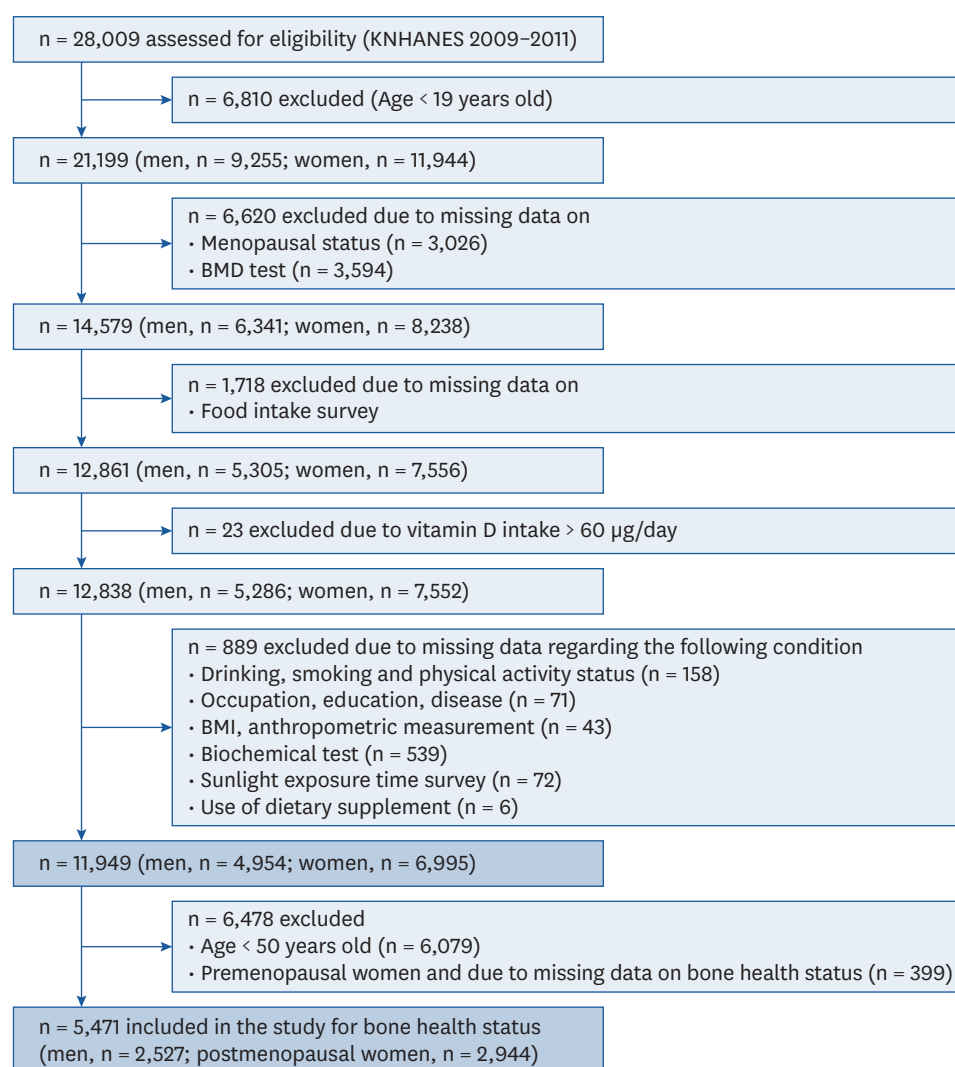 n = 28,009 assessed for eligibility (KNHANES 2009–2011)
n = 6,810 excluded (Age < 19 years old)
n = 21,199 (men, n = 9,255; women, n = 11,944)
n = 6,620 excluded due to missing data on
· Menopausal status (n = 3,026)
· BMD test (n = 3,594)
n = 14,579 (men, n = 6,341; women, n = 8,238)
n = 1,718 excluded due to missing data on
· Food intake survey
n = 12,861 (men, n = 5,305; women, n = 7,556)
n = 23 excluded due to vitamin D intake > 60 µg/day
n = 12,838 (men, n = 5,286; women, n = 7,552)
n = 889 excluded due to missing data regarding the following condition
· Drinking, smoking and physical activity status (n = 158)
· Occupation, education, disease (n = 71)
· BMI, anthropometric measurement (n = 43)
· Biochemical test (n = 539)
· Sunlight exposure time survey (n = 72)
· Use of dietary supplement (n = 6)
n = 11,949 (men, n = 4,954; women, n = 6,995)
n = 6,478 excluded
· Age < 50 years old (n = 6,079)
· Premenopausal women and due to missing data on bone health status (n = 399)
n = 5,471 included in the study for bone health status
(men, n = 2,527; postmenopausal women, n = 2,944)